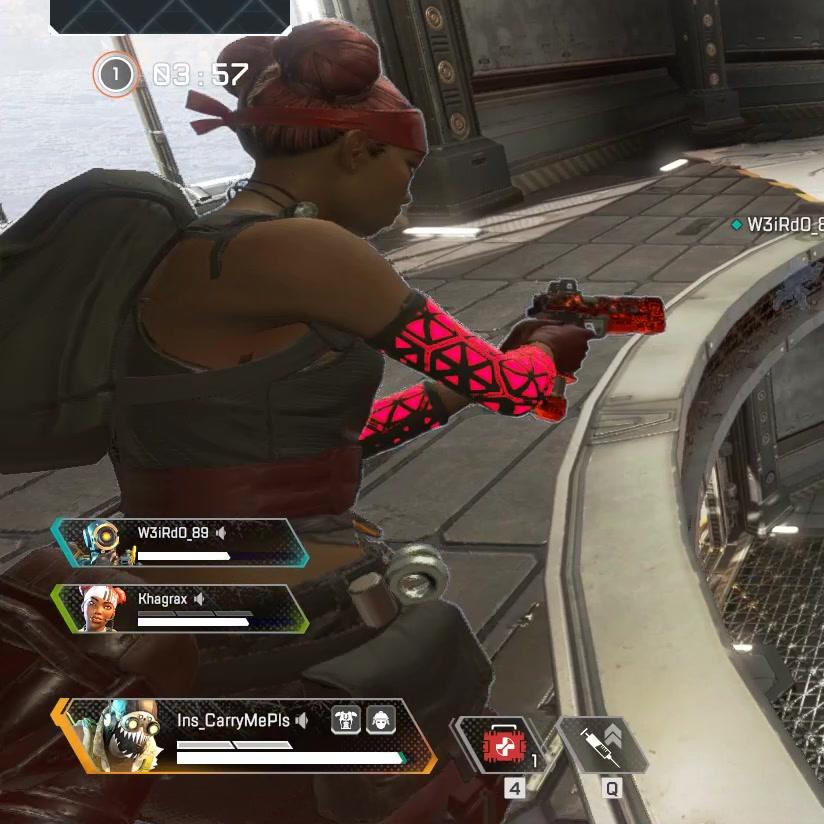 1 03:57
W3iRdO_8
W3iRdO_89
Khagrax
Ins_CarryMePls
1
4 Q